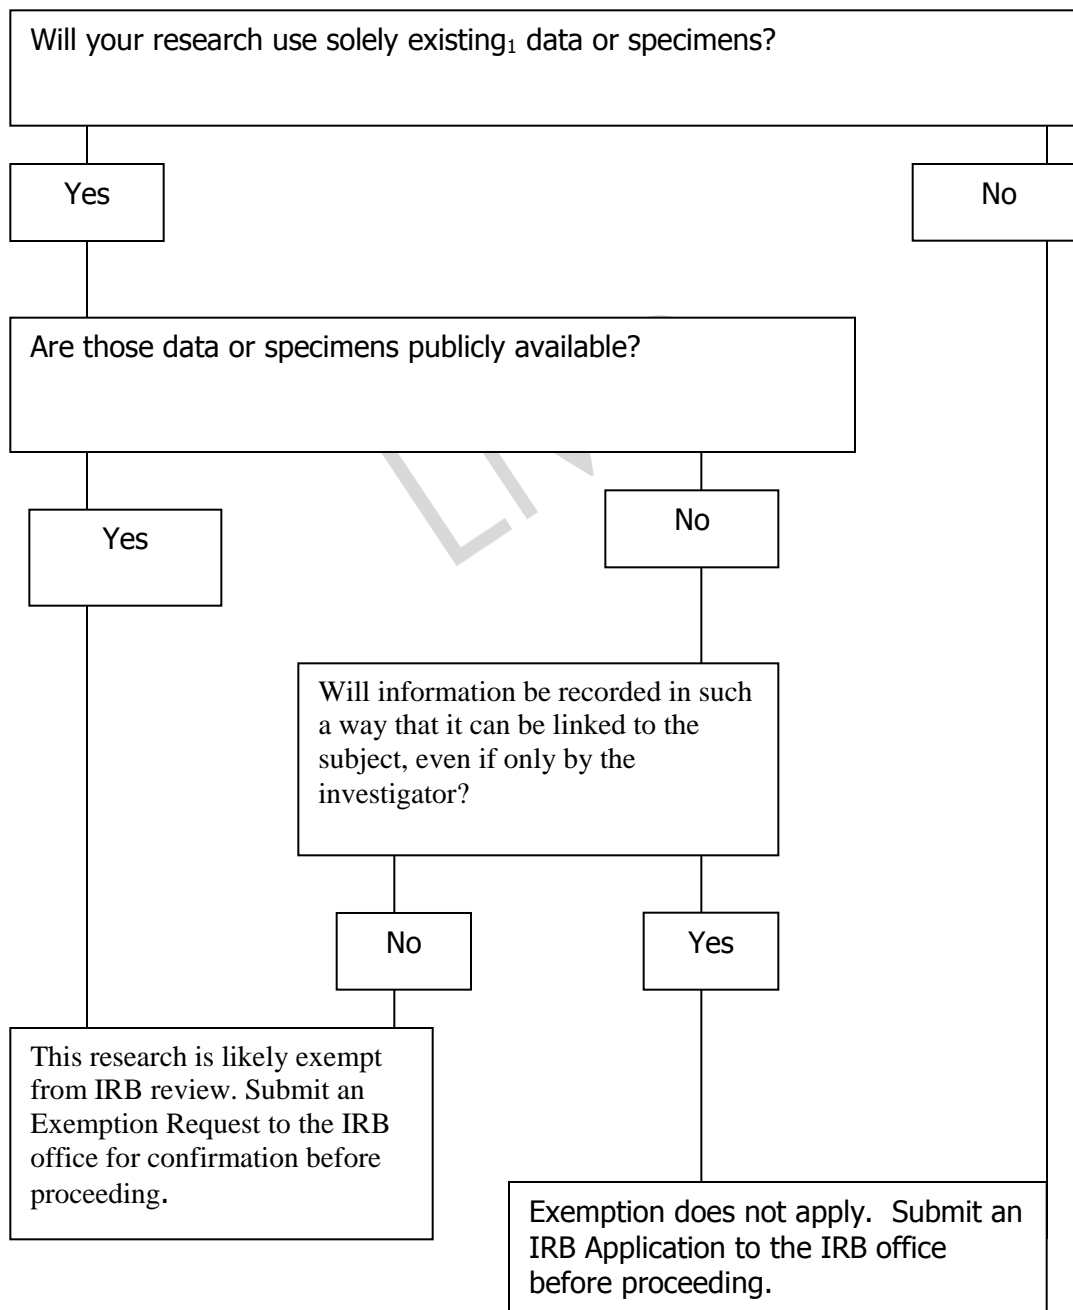 Will your research use solely existing₁ data or specimens?
Yes
No
Are those data or specimens publicly available?
Yes
No
Will information be recorded in such
a way that it can be linked to the
subject, even if only by the
investigator?
No
Yes
This research is likely exempt
from IRB review. Submit an
Exemption Request to the IRB
office for confirmation before
proceeding.
Exemption does not apply.  Submit an
IRB Application to the IRB office
before proceeding.